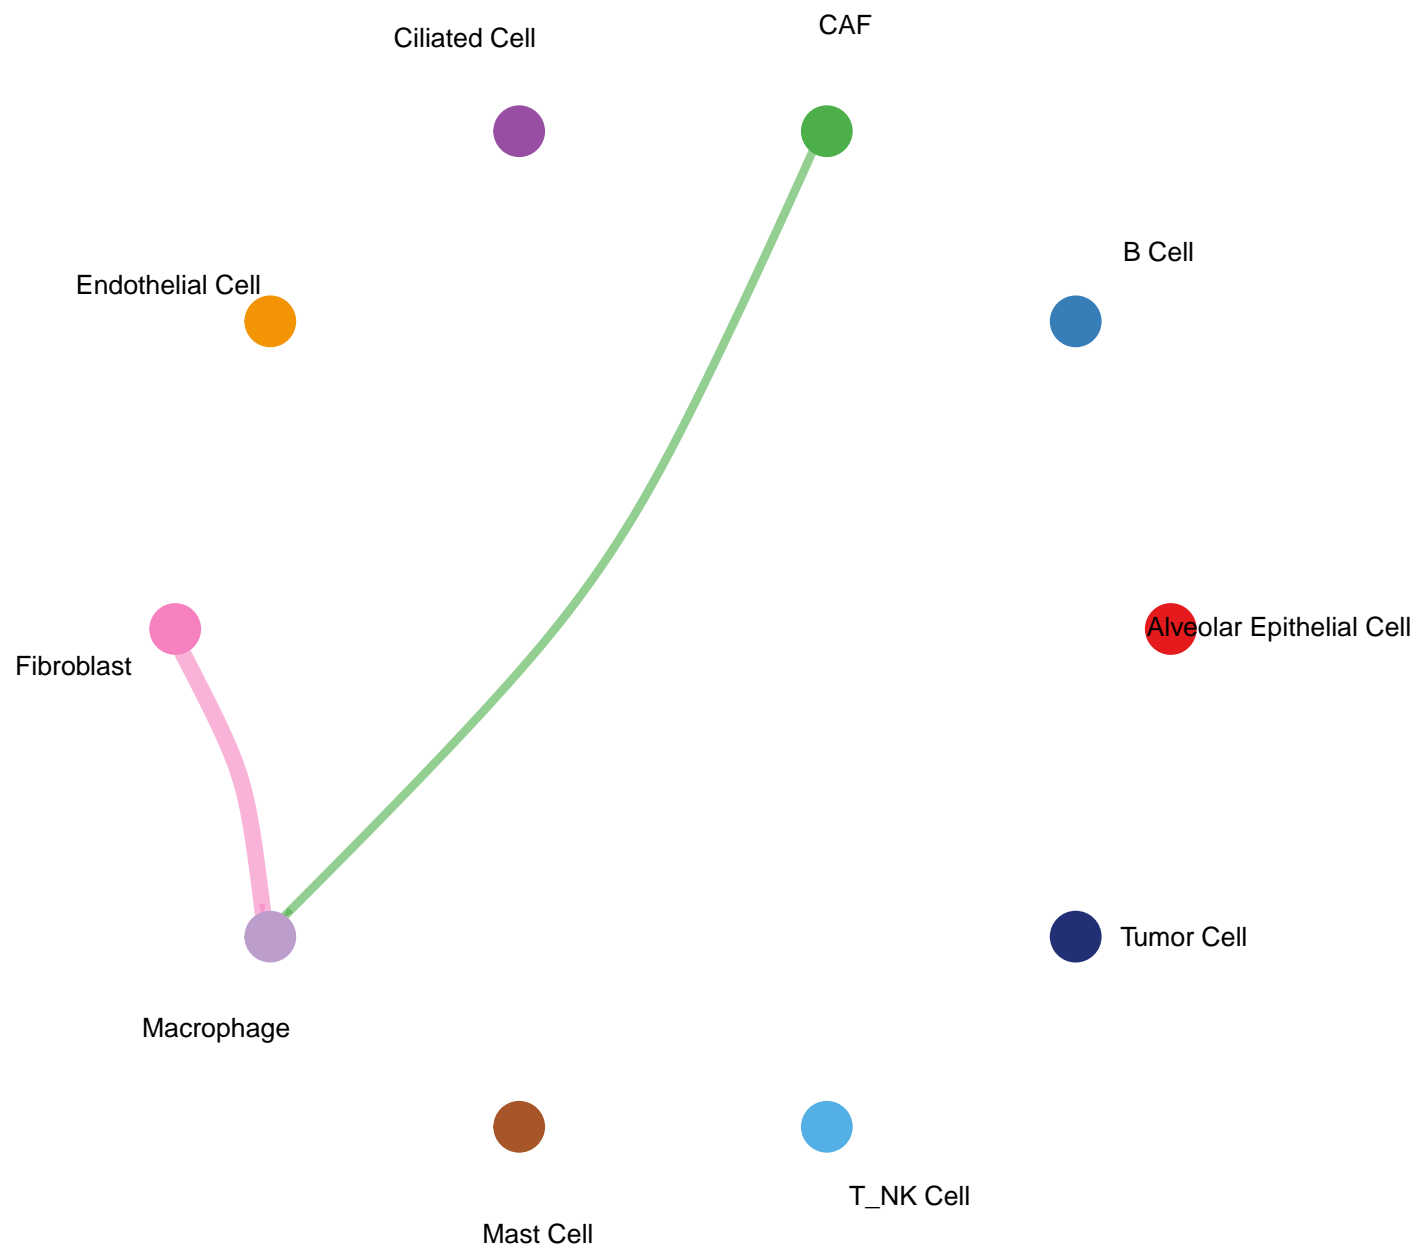 CAF
Ciliated Cell
B Cell
Endothelial Cell
Alveolar Epithelial Cell
Fibroblast
Tumor Cell
Macrophage
T_NK Cell
Mast Cell